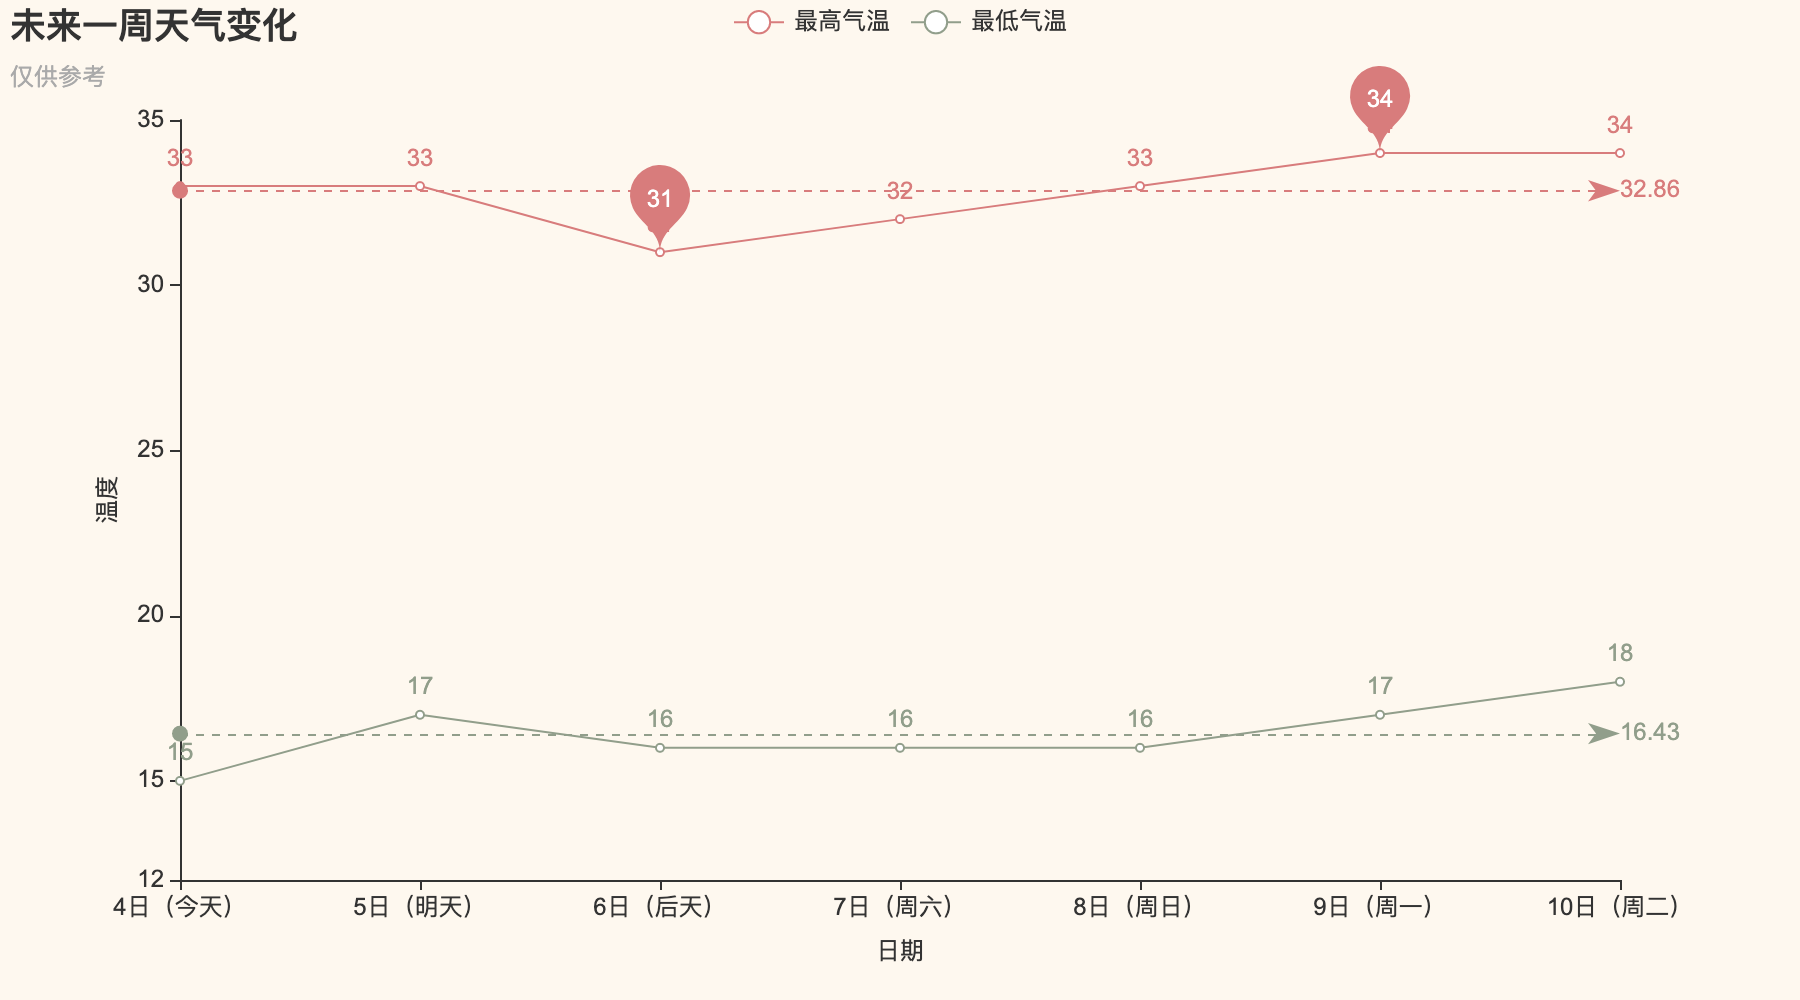 未来一周天气变化
仅供参考
最高气温 最低气温
温度
35
30
25
20
15
12
33 33 31 32 33 34 34
32.86
15 17 16 16 16 17 18
16.43
4日（今天） 5日（明天） 6日（后天） 7日（周六） 8日（周日） 9日（周一） 10日（周二）
日期